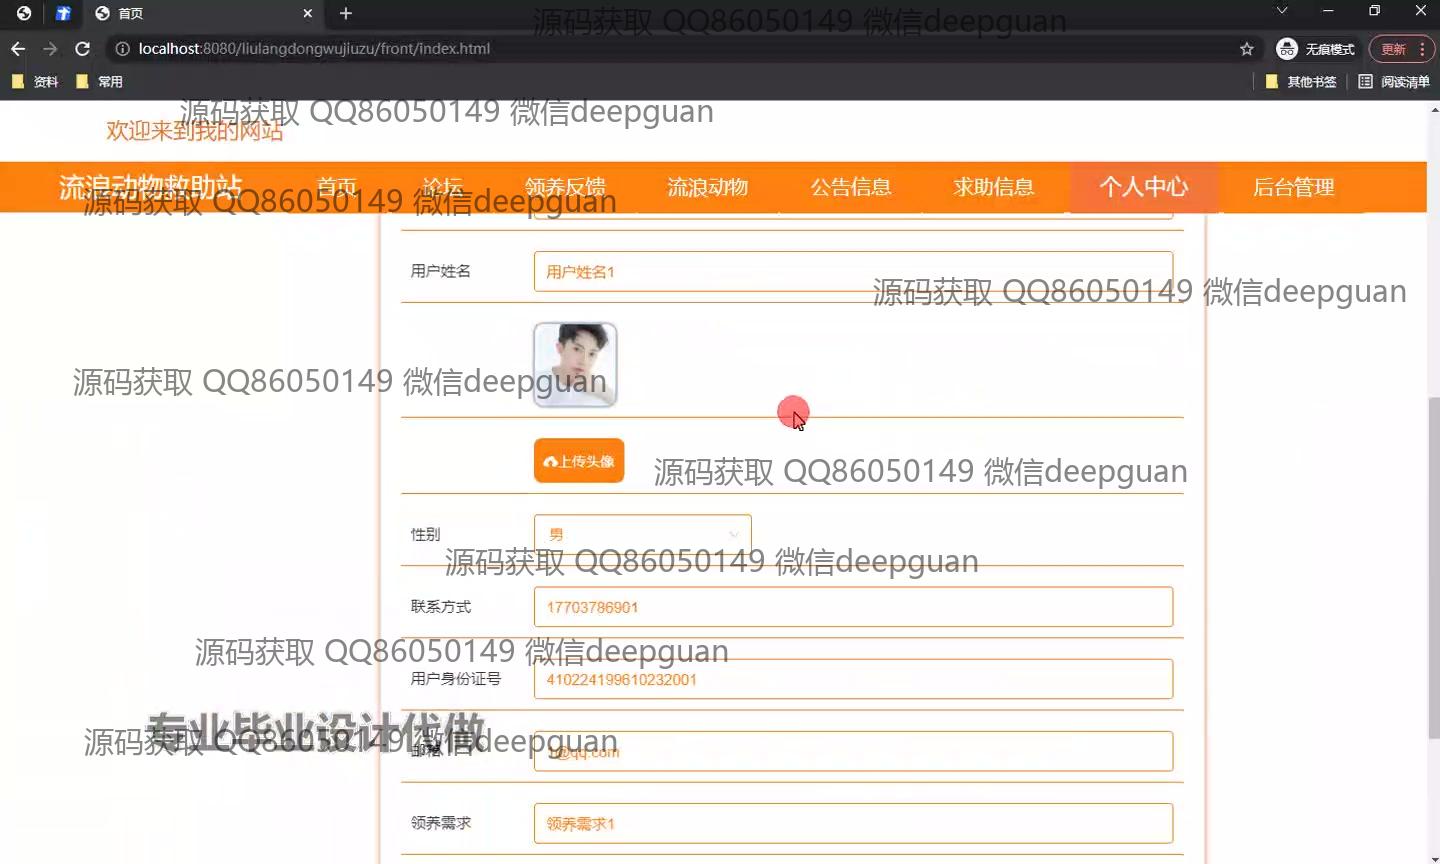 首页
源码获取 QQ86050149 微信deepguan
localhost:8080/liulangdongwujiuzu/front/index.html
无痕模式
更新
资料
常用
其他书签
阅读清单
源码获取 QQ86050149 微信deepguan
欢迎来到我的网站
流浪动物救助站
首页
论坛
领养反馈
流浪动物
公告信息
求助信息
个人中心
后台管理
源码获取 QQ86050149 微信deepguan
用户姓名
用户姓名1
源码获取 QQ86050149 微信deepguan
源码获取 QQ86050149 微信deepguan
上传头像
源码获取 QQ86050149 微信deepguan
性别
男
源码获取 QQ86050149 微信deepguan
联系方式
17703786901
源码获取 QQ86050149 微信deepguan
用户身份证号
410224199610232001
专业毕业设计代做
源码获取 QQ86050149 微信deepguan
邮箱
@qq.com
领养需求
领养需求1